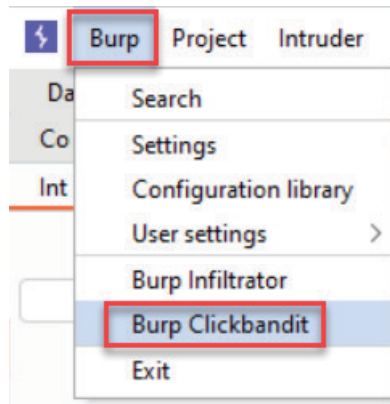 Burp Project Intruder
Da
Search
Co
Settings
Int
Configuration library
User settings >
Burp Infiltrator
Burp Clickbandit
Exit